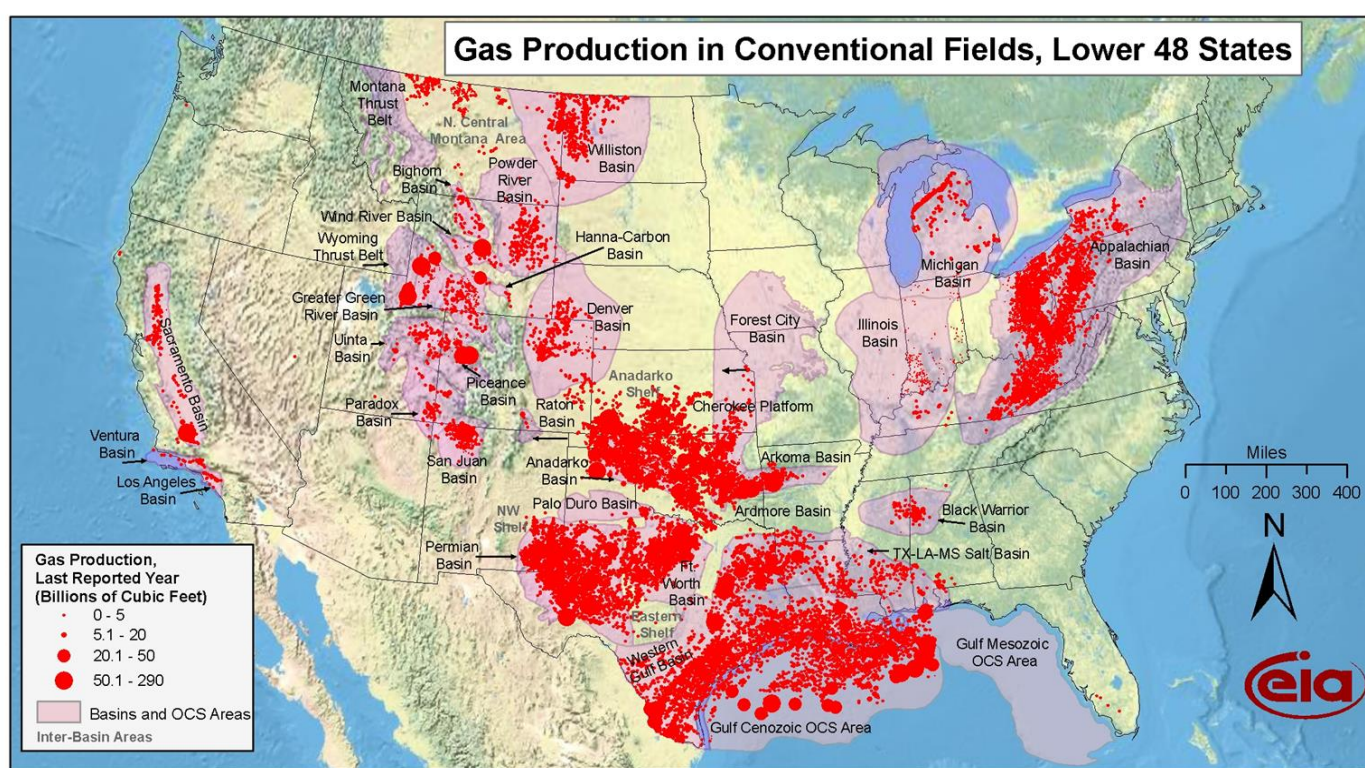 Gas Production in Conventional Fields, Lower 48 States
Montana
Thrust
Belt
N. Central
Montana Area
Williston
Basin
Powder
River
Basin
Bighorn
Basin
Wind River Basin
Wyoming
Thrust Belt
Hanna-Carbon
Basin
Greater Green
River Basin
Uinta
Basin
Denver
Basin
Forest City
Basin
Illinois
Basin
Michigan
Basin
Appalachian
Basin
Sacramento Basin
Piceance
Basin
Anadarko
Shelf
Paradox
Basin
Raton
Basin
Cherokee Platform
Ventura
Basin
Los Angeles
Basin
San Juan
Basin
Anadarko
Basin
Arkoma Basin
Palo Duro Basin
Ardmore Basin
Black Warrior
Basin
NW
Shelf
Permian
Basin
TX-LA-MS Salt Basin
Ft.
Worth
Basin
Eastern
Shelf
Western
Gulf Basin
Gulf Mesozoic
OCS Area
Gulf Cenozoic OCS Area
Miles
0 100 200 300 400
N
eia
Gas Production,
Last Reported Year
(Billions of Cubic Feet)
0 - 5
5.1 - 20
20.1 - 50
50.1 - 290
Basins and OCS Areas
Inter-Basin Areas